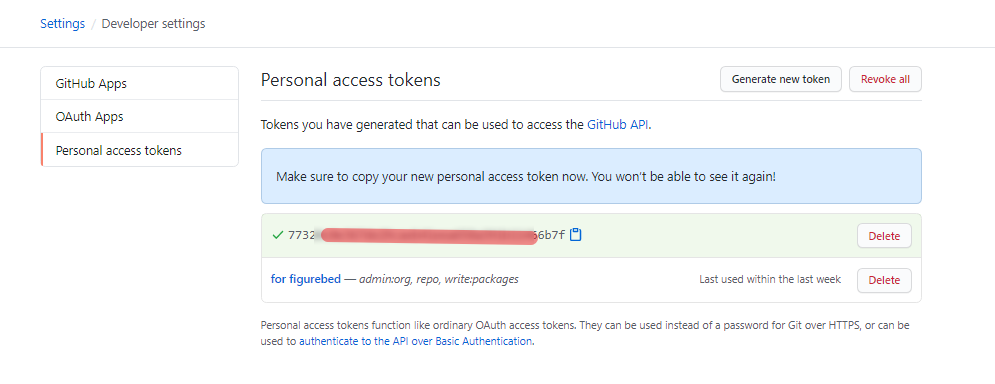 Settings / Developer settings
GitHub Apps
OAuth Apps
Personal access tokens
Personal access tokens
Generate new token
Revoke all
Tokens you have generated that can be used to access the GitHub API.
Make sure to copy your new personal access token now. You won't be able to see it again!
7732 6b7f
Delete
for figurebed — admin:org, repo, write:packages
Last used within the last week
Delete
Personal access tokens function like ordinary OAuth access tokens. They can be used instead of a password for Git over HTTPS, or can be
used to authenticate to the API over Basic Authentication.